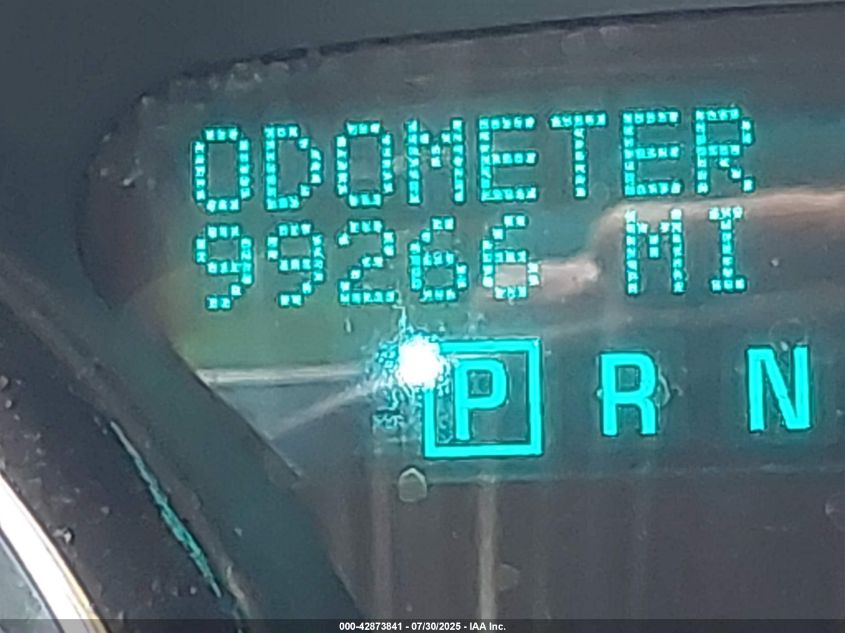 ODOMETER
99266 MI
P R N
000-42873841 - 07/30/2025 - IAA Inc.